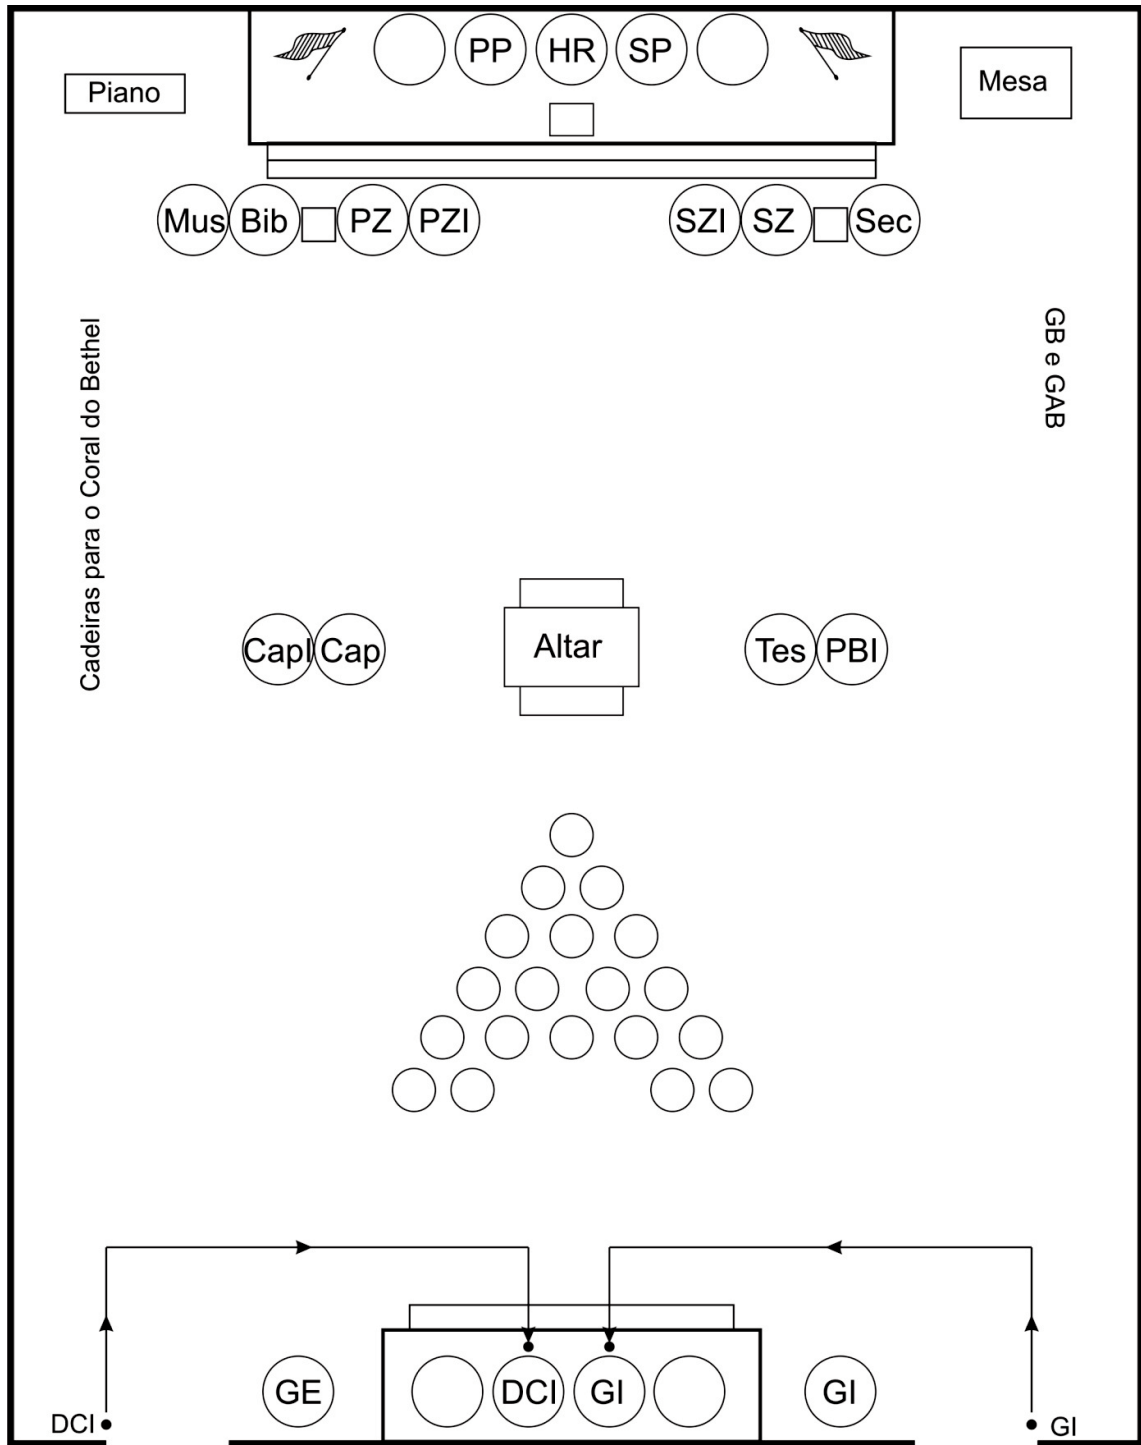 PP HR SP
Piano
Mesa
Mus Bib PZ PZI SZI SZ Sec
Cadeiras para o Coral do Bethel
GB e GAB
CapI Cap Altar Tes PBI
GE DCI GI GI
DCI GI